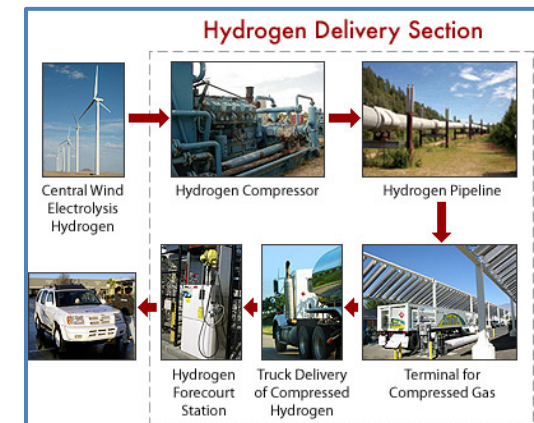 Hydrogen Delivery Section
Central Wind
Electrolysis
Hydrogen
Hydrogen Compressor
Hydrogen Pipeline
Hydrogen
Forecourt
Station
Truck Delivery
of Compressed
Hydrogen
Terminal for
Compressed Gas